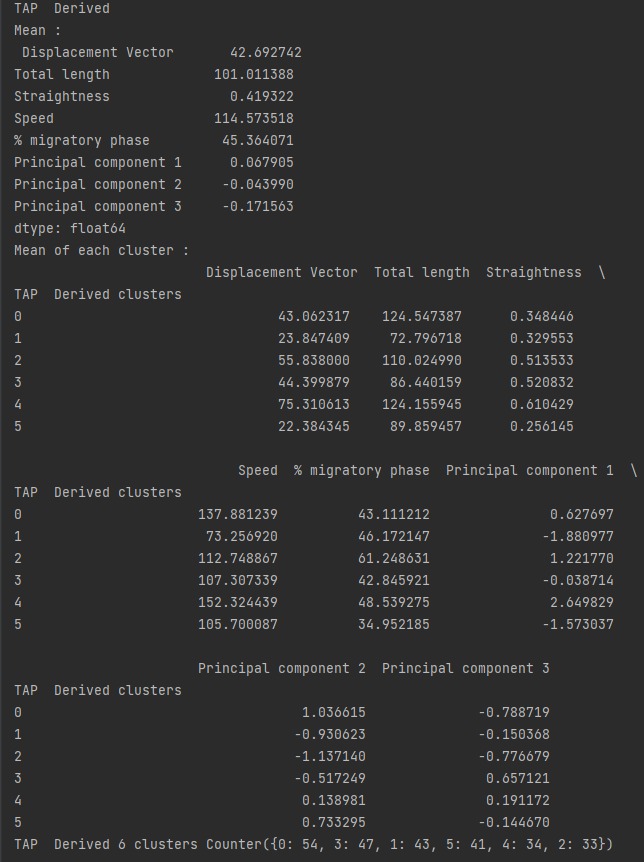 TAP  Derived
Mean :
 Displacement Vector       42.692742
Total length             101.011388
Straightness               0.419322
Speed                    114.573518
% migratory phase         45.364071
Principal component 1      0.067905
Principal component 2     -0.043990
Principal component 3     -0.171563
dtype: float64
Mean of each cluster :
                        Displacement Vector  Total length  Straightness  \
TAP  Derived clusters
0                                 43.062317    124.547387      0.348446
1                                 23.847409     72.796718      0.329553
2                                 55.838000    110.024990      0.513533
3                                 44.399879     86.440159      0.520832
4                                 75.310613    124.155945      0.610429
5                                 22.384345     89.859457      0.256145
                            Speed  % migratory phase  Principal component 1  \
TAP  Derived clusters
0                      137.881239          43.111212               0.627697
1                       73.256920          46.172147              -1.880977
2                      112.748867          61.248631               1.221770
3                      107.307339          42.845921              -0.038714
4                      152.324439          48.539275               2.649829
5                      105.700087          34.952185              -1.573037
                       Principal component 2  Principal component 3
TAP  Derived clusters
0                                   1.036615              -0.788719
1                                  -0.930623              -0.150368
2                                  -1.137140              -0.776679
3                                  -0.517249               0.657121
4                                   0.138981               0.191172
5                                   0.733295              -0.144670
TAP  Derived 6 clusters Counter({0: 54, 3: 47, 1: 43, 5: 41, 4: 34, 2: 33})